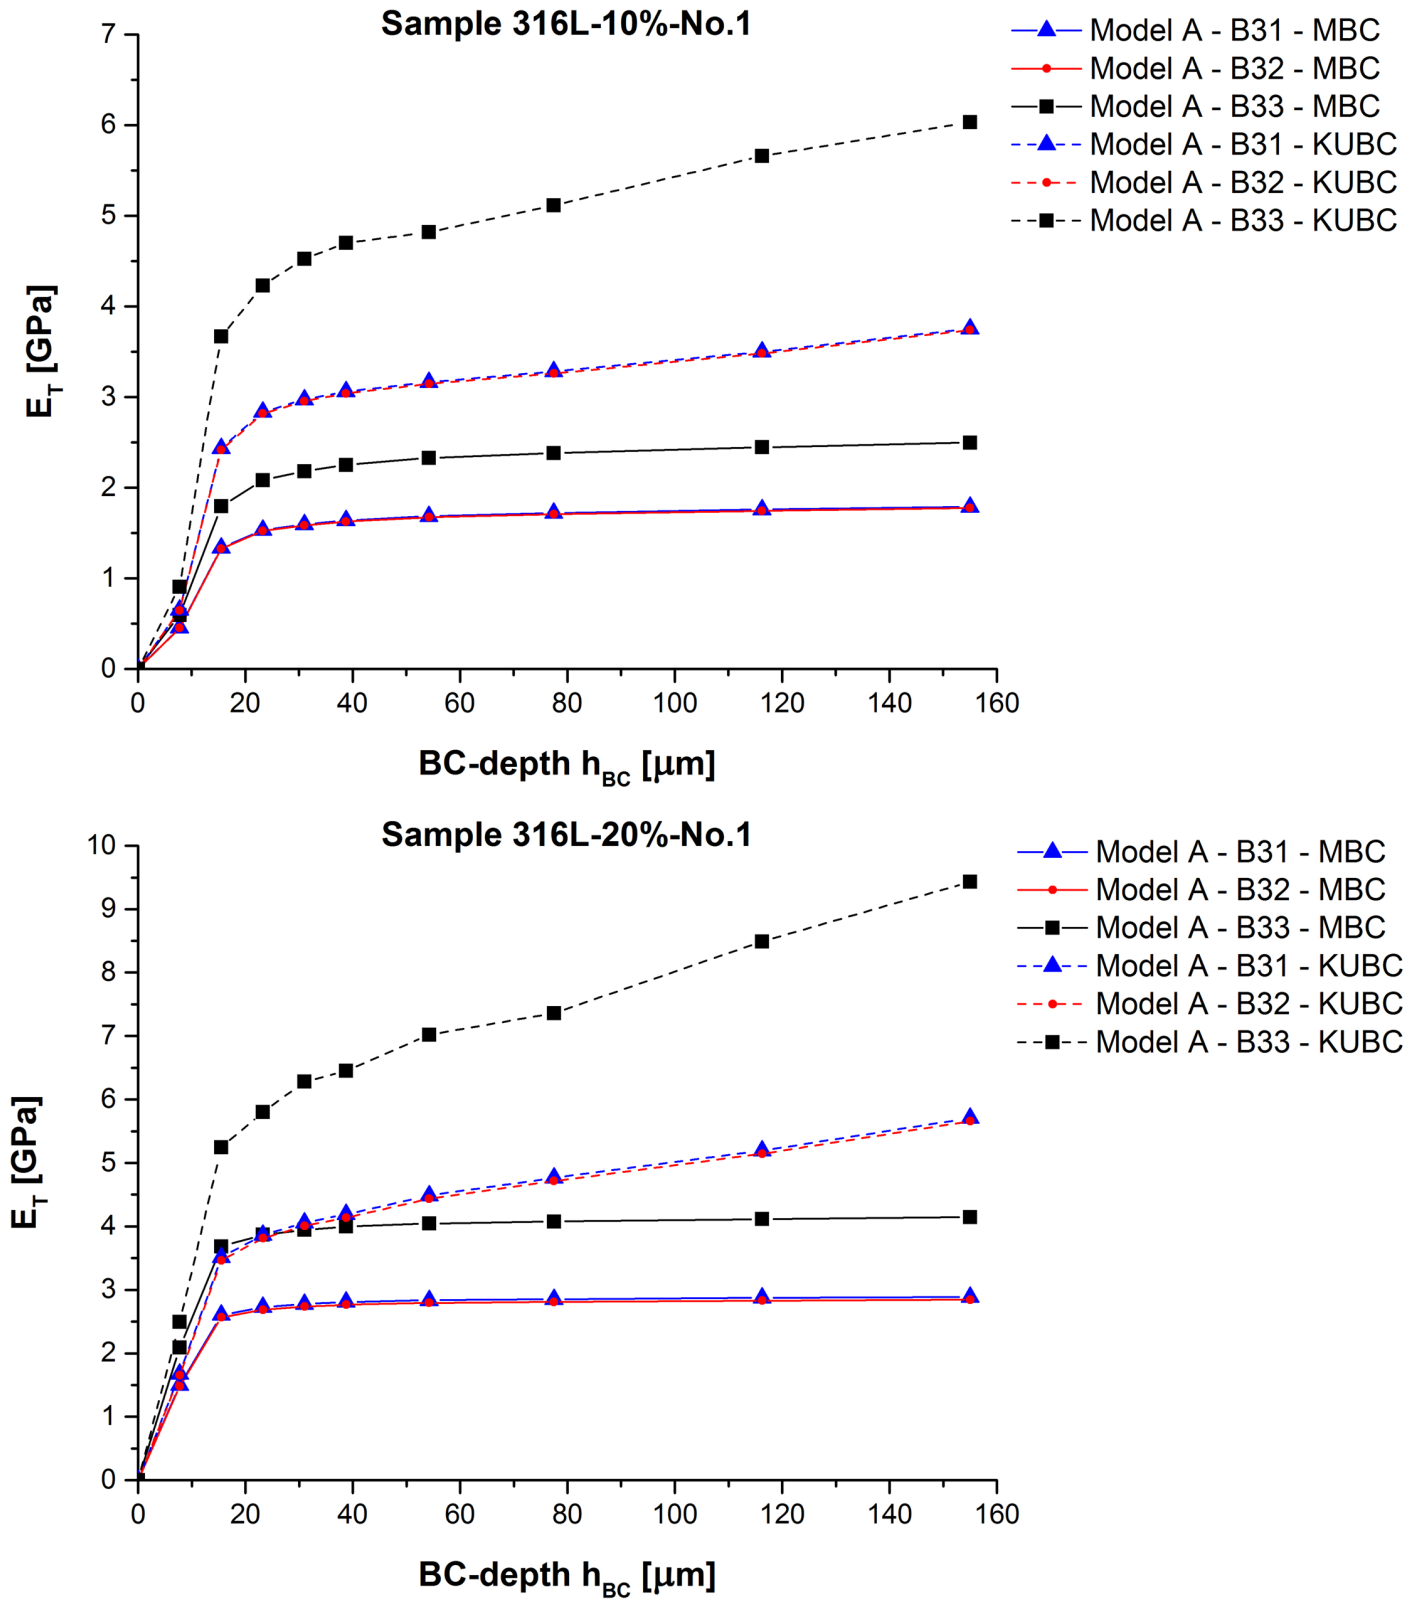 Sample 316L-10%-No.1
Model A - B31 - MBC
Model A - B32 - MBC
Model A - B33 - MBC
Model A - B31 - KUBC
Model A - B32 - KUBC
Model A - B33 - KUBC
7
6
5
4
3
2
1
0
E_T [GPa]
0 20 40 60 80 100 120 140 160
BC-depth h_BC [μm]
Sample 316L-20%-No.1
Model A - B31 - MBC
Model A - B32 - MBC
Model A - B33 - MBC
Model A - B31 - KUBC
Model A - B32 - KUBC
Model A - B33 - KUBC
10
9
8
7
6
5
4
3
2
1
0
E_T [GPa]
0 20 40 60 80 100 120 140 160
BC-depth h_BC [μm]